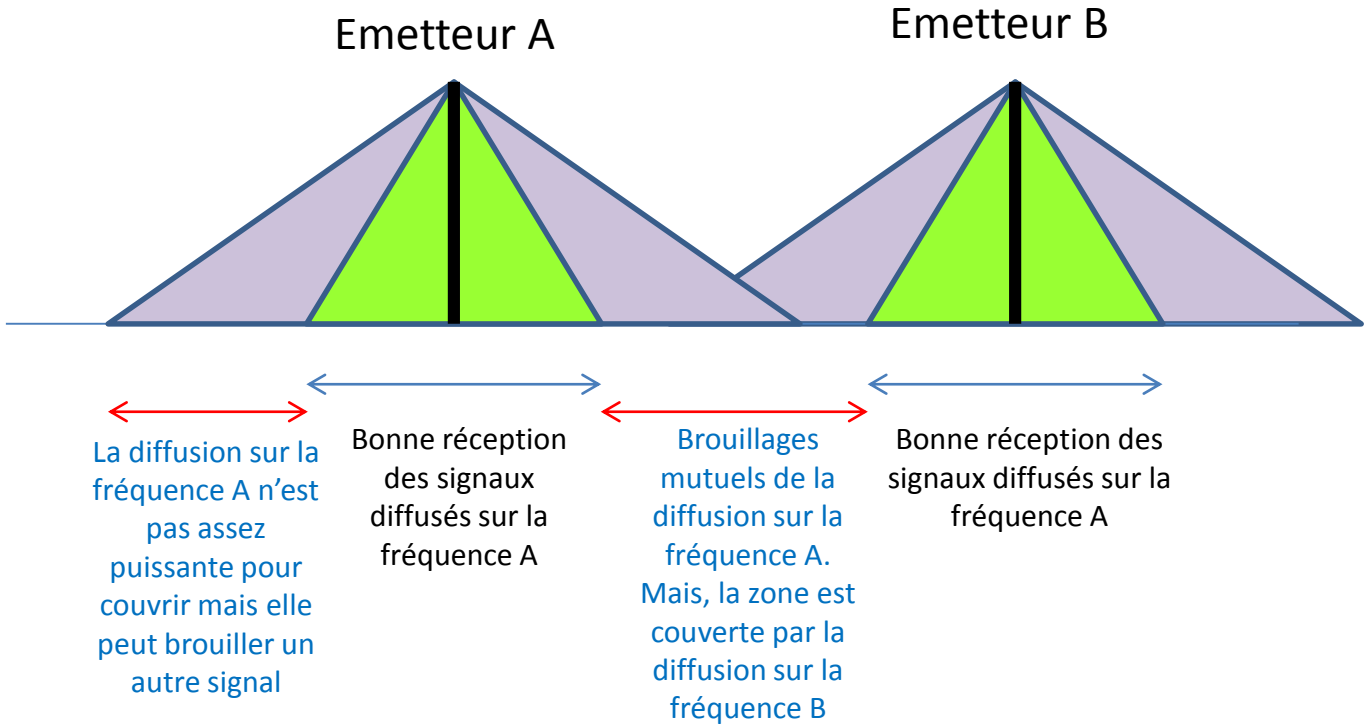 Emetteur A
Emetteur B
La diffusion sur la
fréquence A n’est
pas assez
puissante pour
couvrir mais elle
peut brouiller un
autre signal
Bonne réception
des signaux
diffusés sur la
fréquence A
Brouillages
mutuels de la
diffusion sur la
fréquence A.
Mais, la zone est
couverte par la
diffusion sur la
fréquence B
Bonne réception des
signaux diffusés sur la
fréquence A